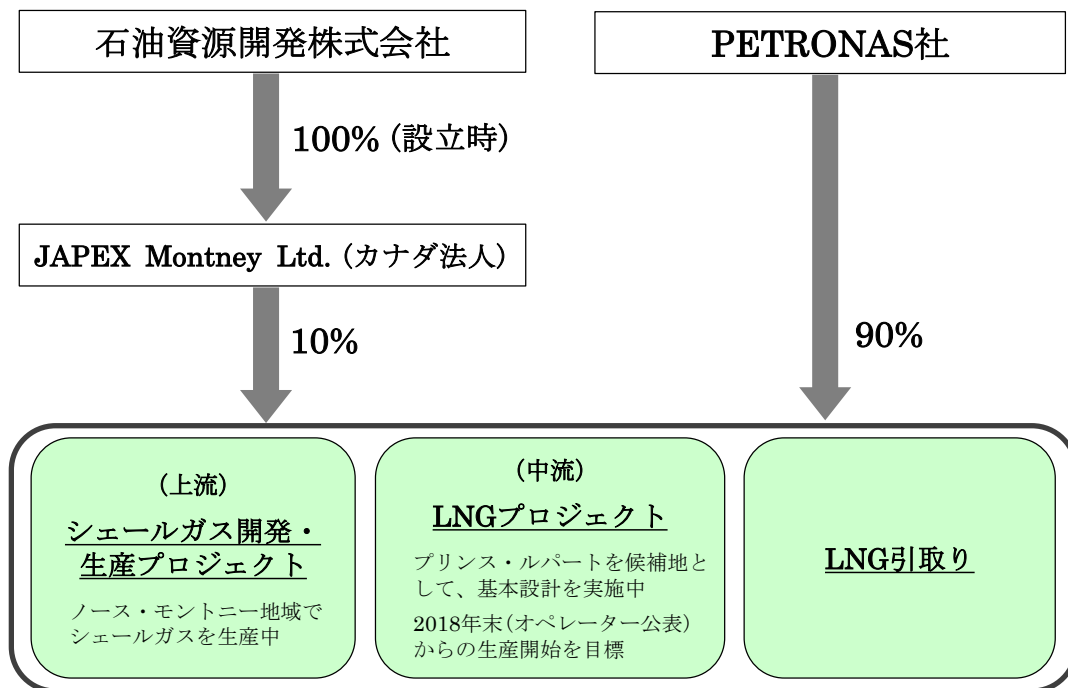 石油資源開発株式会社
PETRONAS社
100% (設立時)
JAPEX Montney Ltd. (カナダ法人)
10%
90%
(上流)
シェールガス開発・
生産プロジェクト
ノース・モントニー地域で
シェールガスを生産中
(中流)
LNGプロジェクト
プリンス・ルパートを候補地と
して、基本設計を実施中
2018年末(オペレーター公表)
からの生産開始を目標
LNG引取り